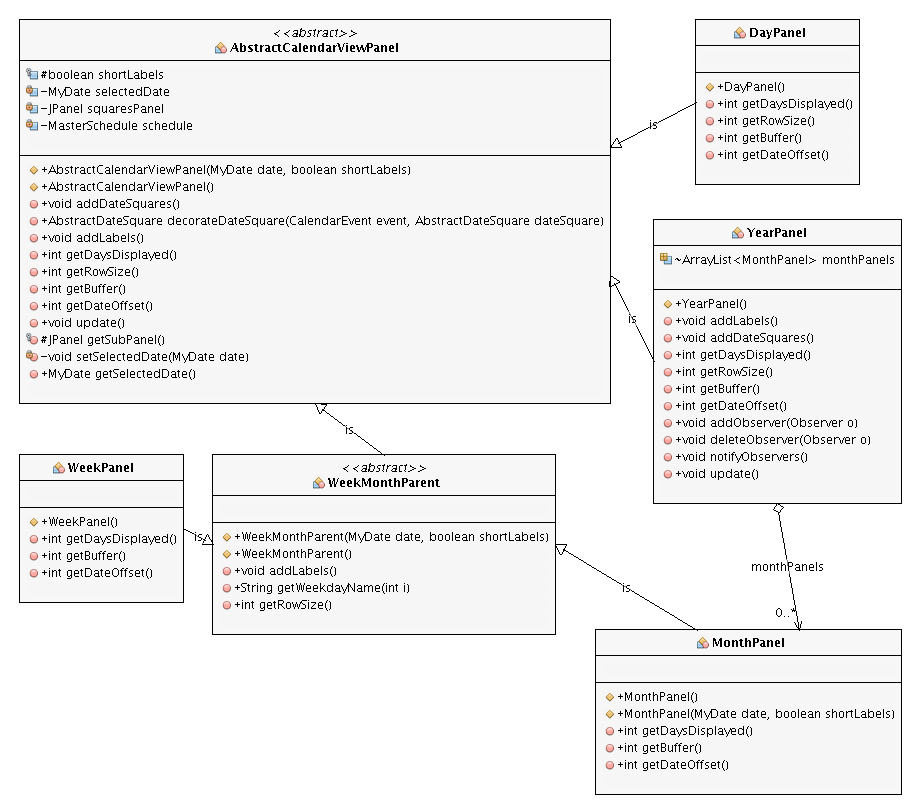 <<abstract>>
AbstractCalendarViewPanel
#boolean shortLabels
-MyDate selectedDate
-JPanel squaresPanel
-MasterSchedule schedule
+AbstractCalendarViewPanel(MyDate date, boolean shortLabels)
+AbstractCalendarViewPanel()
+void addDateSquares()
+AbstractDateSquare decorateDateSquare(CalendarEvent event, AbstractDateSquare dateSquare)
+void addLabels()
+int getDaysDisplayed()
+int getRowSize()
+int getBuffer()
+int getDateOffset()
+void update()
#JPanel getSubPanel()
-void setSelectedDate(MyDate date)
+MyDate getSelectedDate()
DayPanel
+DayPanel()
+int getDaysDisplayed()
+int getRowSize()
+int getBuffer()
+int getDateOffset()
is
YearPanel
~ArrayList<MonthPanel> monthPanels
+YearPanel()
+void addLabels()
+void addDateSquares()
+int getDaysDisplayed()
+int getRowSize()
+int getBuffer()
+int getDateOffset()
+void addObserver(Observer o)
+void deleteObserver(Observer o)
+void notifyObservers()
+void update()
is
is
WeekPanel
+WeekPanel()
+int getDaysDisplayed()
+int getBuffer()
+int getDateOffset()
is
<<abstract>>
WeekMonthParent
+WeekMonthParent(MyDate date, boolean shortLabels)
+WeekMonthParent()
+void addLabels()
+String getWeekdayName(int i)
+int getRowSize()
is
monthPanels
0..*
MonthPanel
+MonthPanel()
+MonthPanel(MyDate date, boolean shortLabels)
+int getDaysDisplayed()
+int getBuffer()
+int getDateOffset()